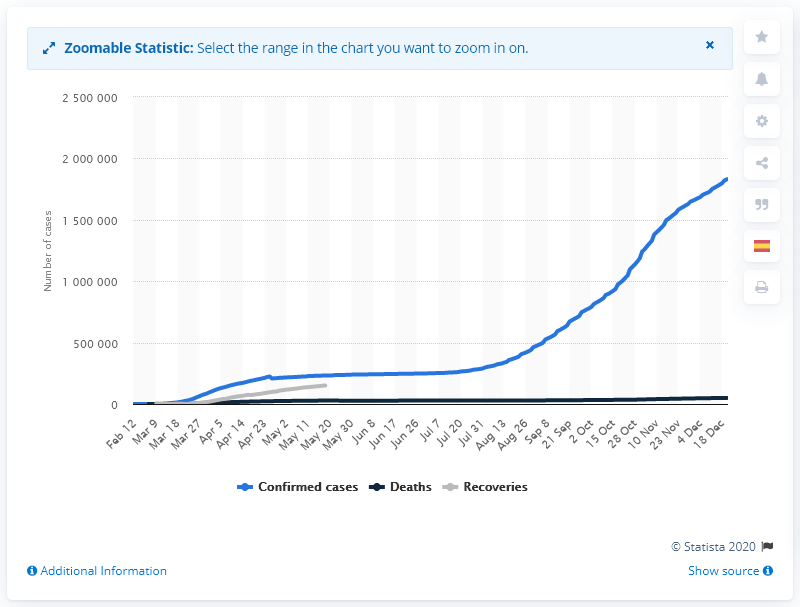 Zoomable Statistic: Select the range in the chart you want to zoom in on.
2 500 000
2 000 000
1 500 000
1 000 000
500 000
0
Number of cases
Feb 12
Mar 9
Mar 18
Mar 27
Apr 5
Apr 14
Apr 23
May 2
May 11
May 20
May 30
Jun 8
Jun 17
Jun 26
Jul 7
Jul 20
Jul 31
Aug 13
Aug 26
Sep 8
21 Sep
2 Oct
15 Oct
28 Oct
10 Nov
23 Nov
4 Dec
18 Dec
Confirmed cases Deaths Recoveries
© Statista 2020
Additional Information
Show source